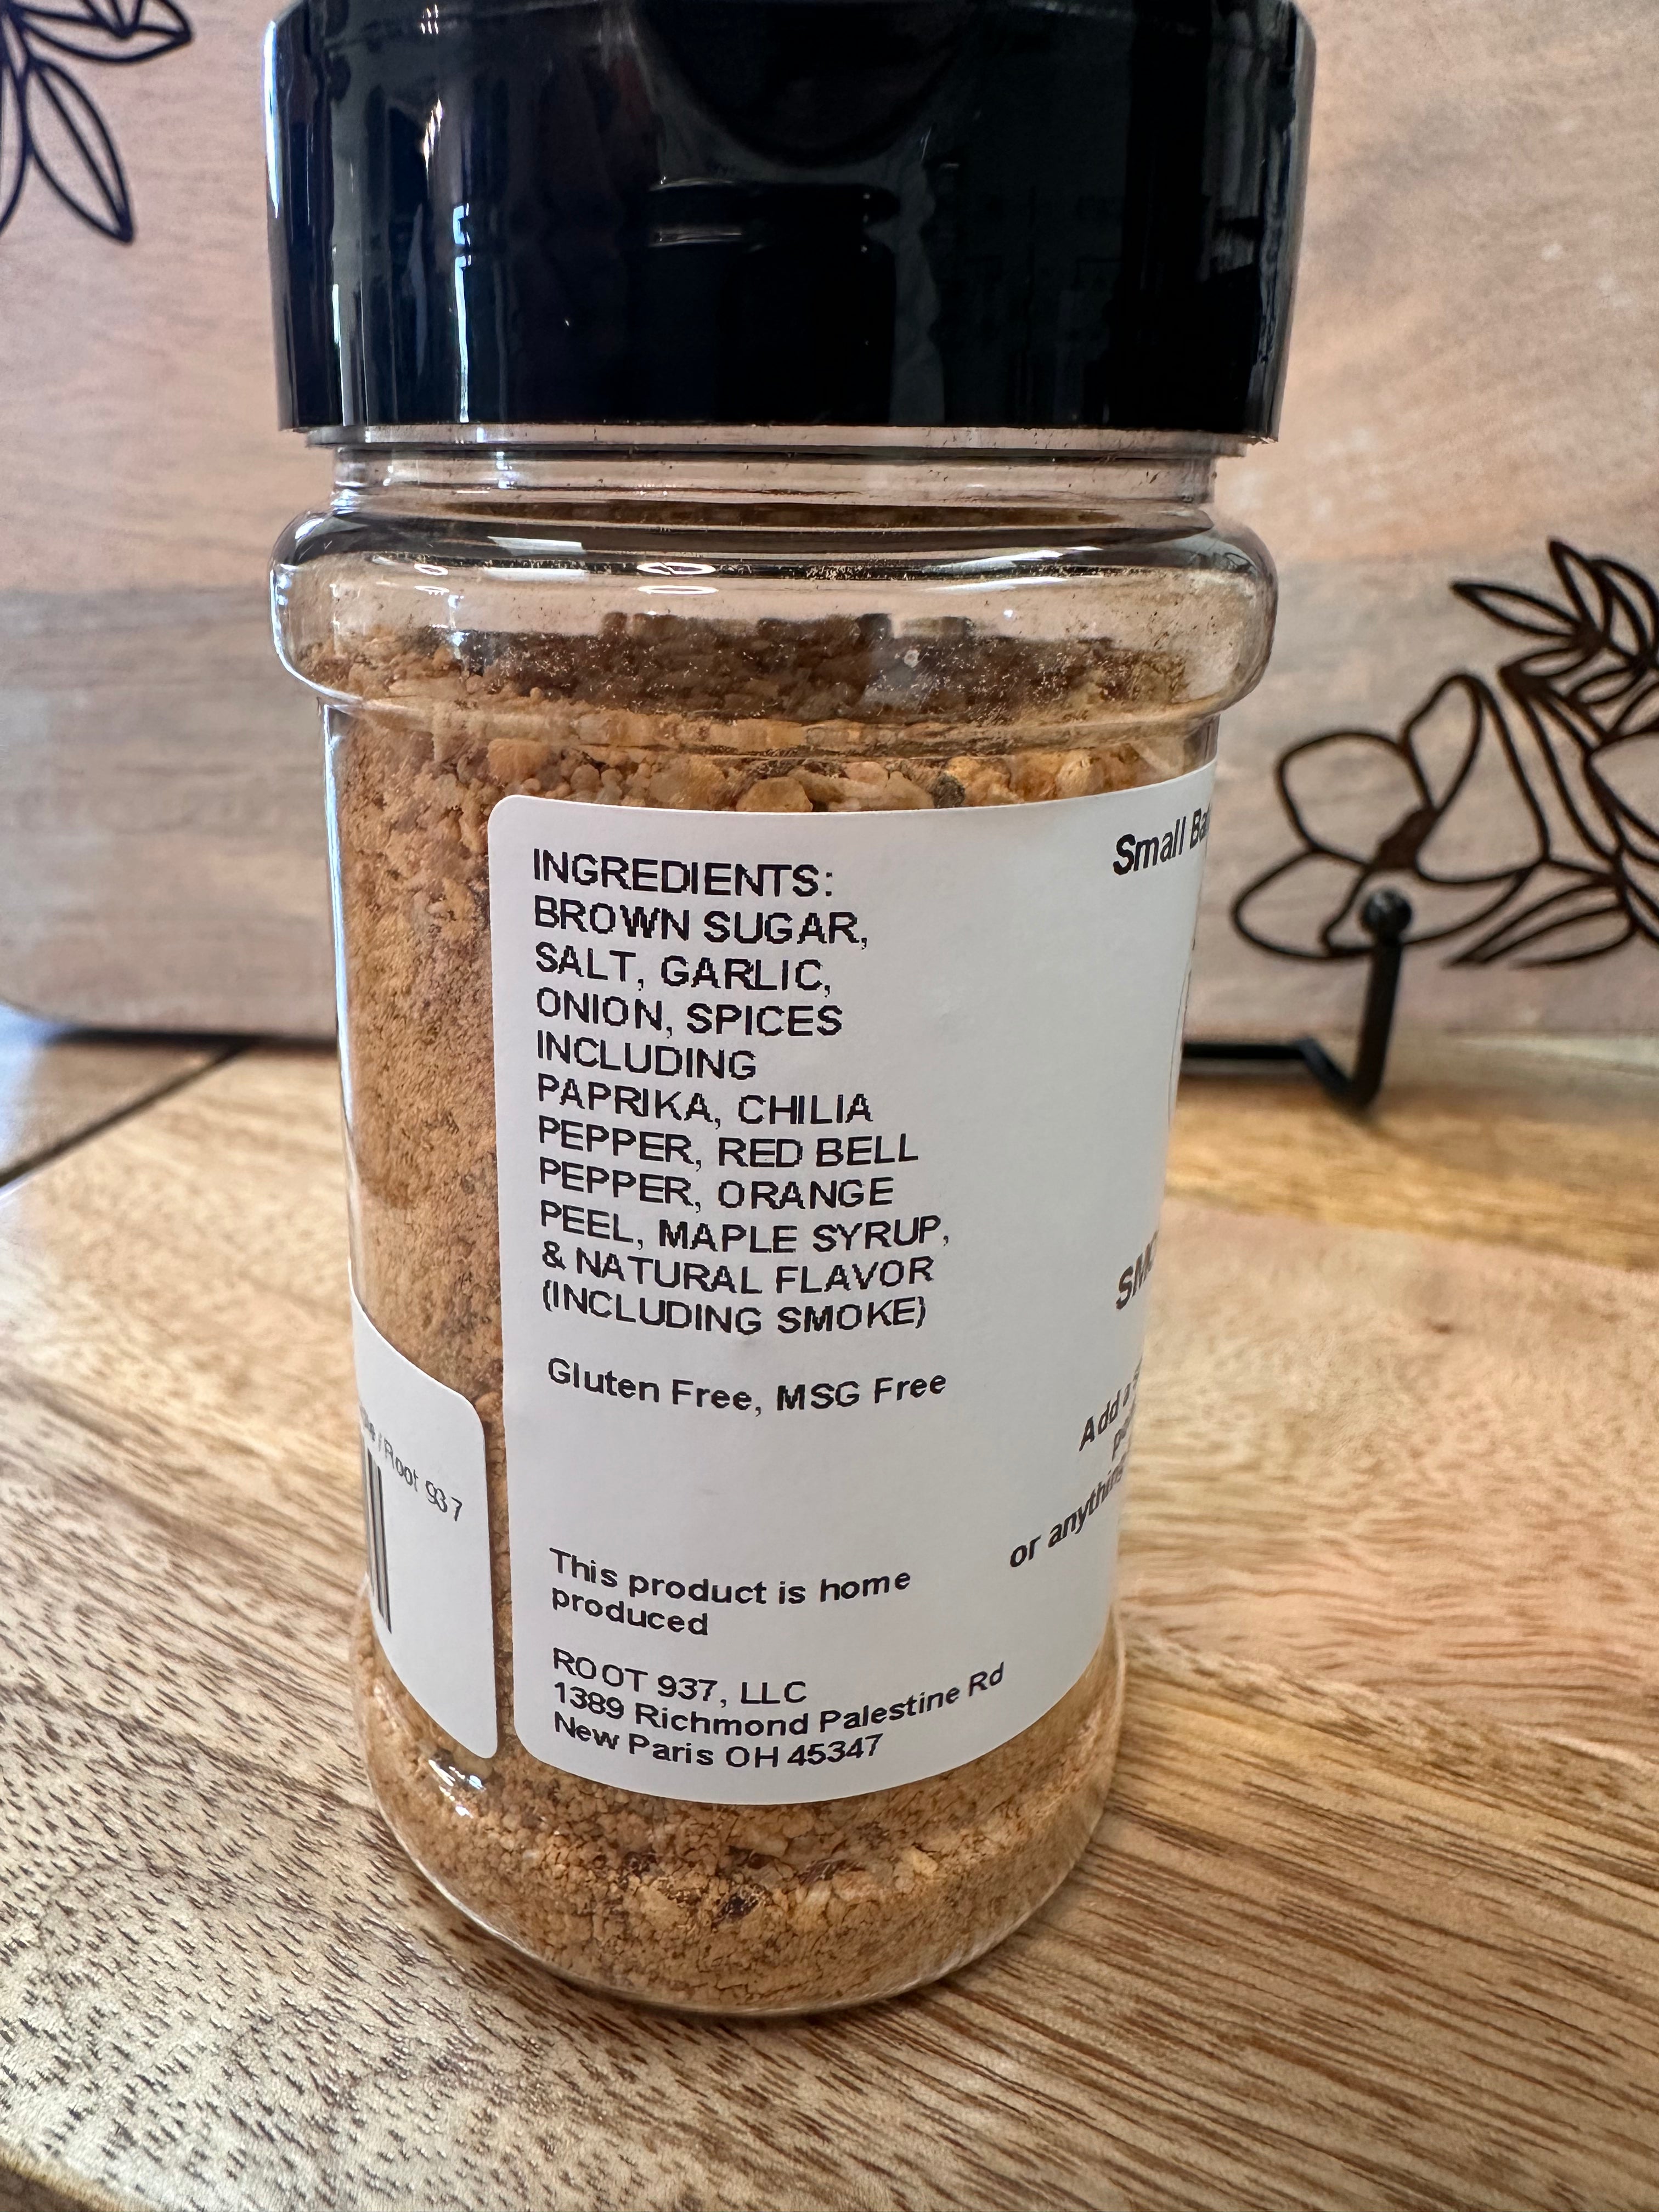 INGREDIENTS:
BROWN SUGAR,
SALT, GARLIC,
ONION, SPICES
INCLUDING
PAPRIKA, CHILIA
PEPPER, RED BELL
PEPPER, ORANGE
PEEL, MAPLE SYRUP,
& NATURAL FLAVOR
(INCLUDING SMOKE)
Gluten Free, MSG Free
This product is home
produced
ROOT 937, LLC
1389 Richmond Palestine Rd
New Paris OH 45347
Small
Add a
or
/ Root 937